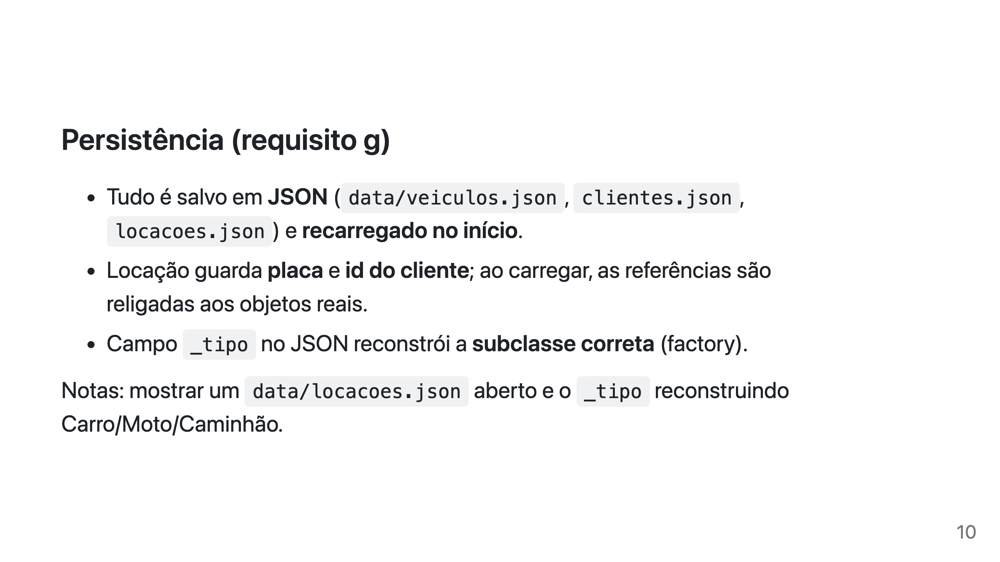 Persistência (requisito g)
• Tudo é salvo em JSON ( data/veiculos.json , clientes.json ,
locacoes.json ) e recarregado no início.
• Locação guarda placa e id do cliente; ao carregar, as referências são
religadas aos objetos reais.
• Campo _tipo no JSON reconstrói a subclasse correta (factory).
Notas: mostrar um data/locacoes.json aberto e o _tipo reconstruindo
Carro/Moto/Caminhão.
10